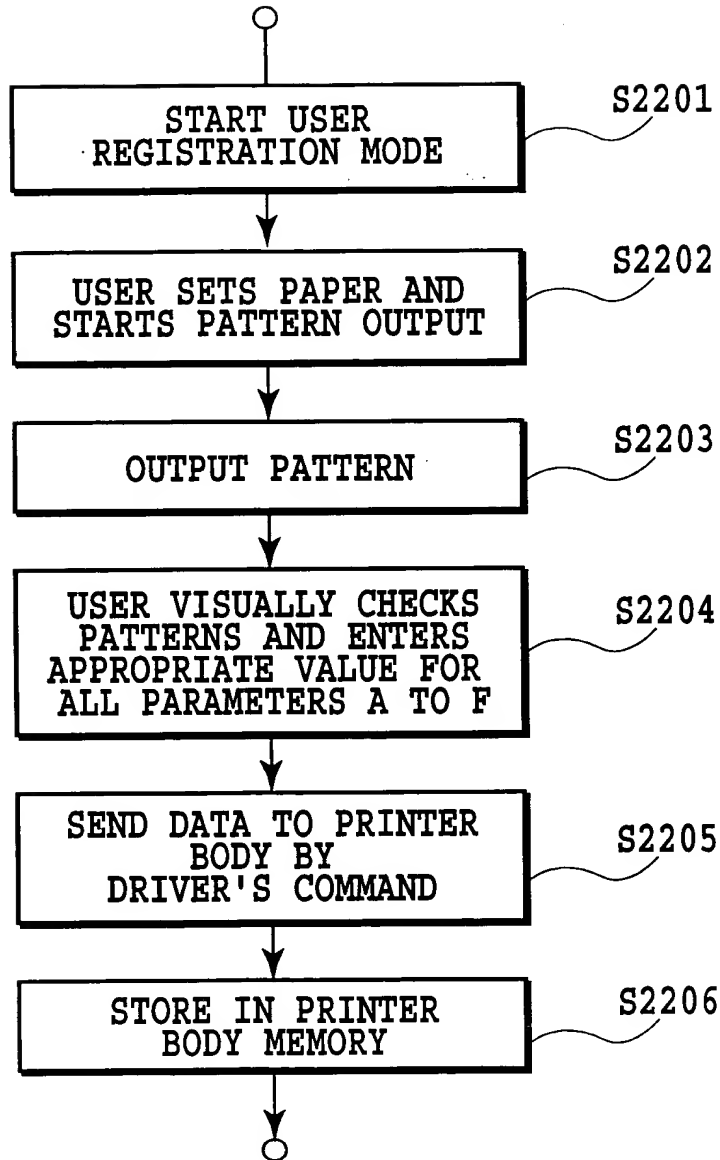 START USER
REGISTRATION MODE
S2201
USER SETS PAPER AND
STARTS PATTERN OUTPUT
S2202
OUTPUT PATTERN
S2203
USER VISUALLY CHECKS
PATTERNS AND ENTERS
APPROPRIATE VALUE FOR
ALL PARAMETERS A TO F
S2204
SEND DATA TO PRINTER
BODY BY
DRIVER'S COMMAND
S2205
STORE IN PRINTER
BODY MEMORY
S2206